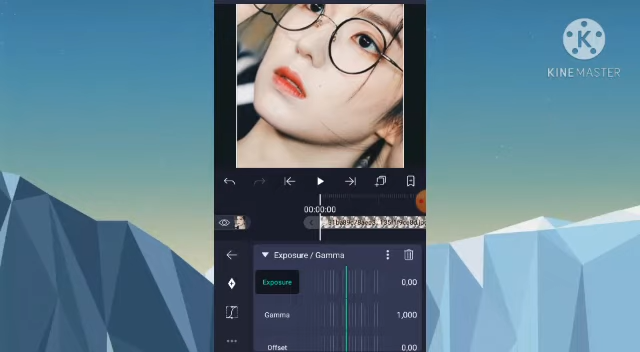 K
KINEMASTER
00:00:00
Exposure / Gamma
Exposure
0,00
Gamma
1,000
Offset
0,00